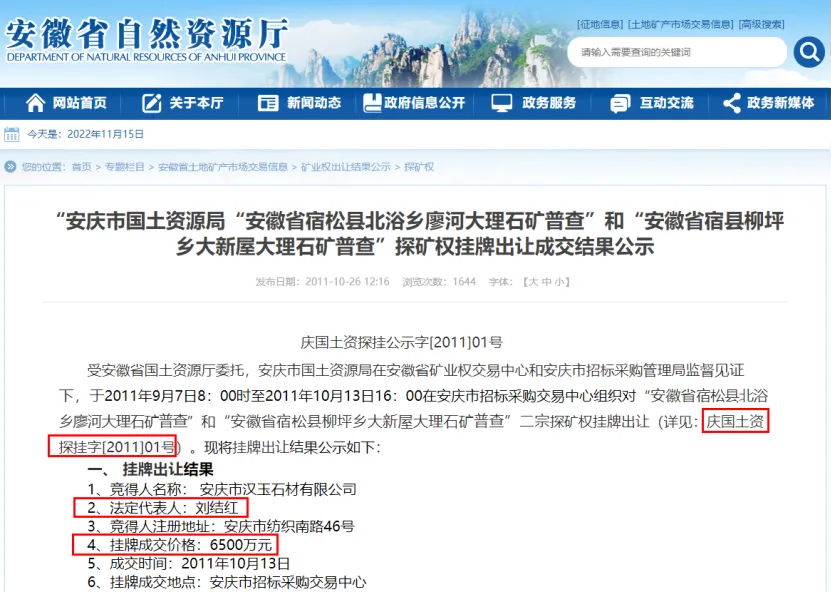 安徽省自然资源厅
DEPARTMENT OF NATURAL RESOURCES OF ANHUI PROVINCE
[征地信息] [土地矿产市场交易信息] [高级搜索]
请输入需要查询的关键词
网站首页 关于本厅 新闻动态 政府信息公开 政务服务 互动交流 政务新媒体
今天是：2022年11月15日
您的位置：首页 > 专题栏目 > 安徽省土地矿产市场交易信息 > 矿业权出让结果公示 > 探矿权
“安庆市国土资源局“安徽省宿松县北浴乡廖河大理石矿普查”和“安徽省宿县柳坪
乡大新屋大理石矿普查”探矿权挂牌出让成交结果公示
发布日期：2011-10-26 12:16 浏览次数：1644 字体：【大 中 小】
庆国土资探挂公示字[2011]01号
受安徽省国土资源厅委托，安庆市国土资源局在安徽省矿业权交易中心和安庆市招标采购管理局监督见证
下，于2011年9月7日8：00时至2011年10月13日16：00在安庆市招标采购交易中心组织对“安徽省宿松县北浴
乡廖河大理石矿普查”和“安徽省宿松县柳坪乡大新屋大理石矿普查”二宗探矿权挂牌出让（详见：庆国土资
探挂字[2011]01号）。现将挂牌出让结果公示如下：
一、 挂牌出让结果
1、竞得人名称： 安庆市汉玉石材有限公司
2、法定代表人：刘结红
3、竞得人注册地址：安庆市纺织南路46号
4、挂牌成交价格：6500万元
5、成交时间：2011年10月13日
6、挂牌成交地点：安庆市招标采购交易中心